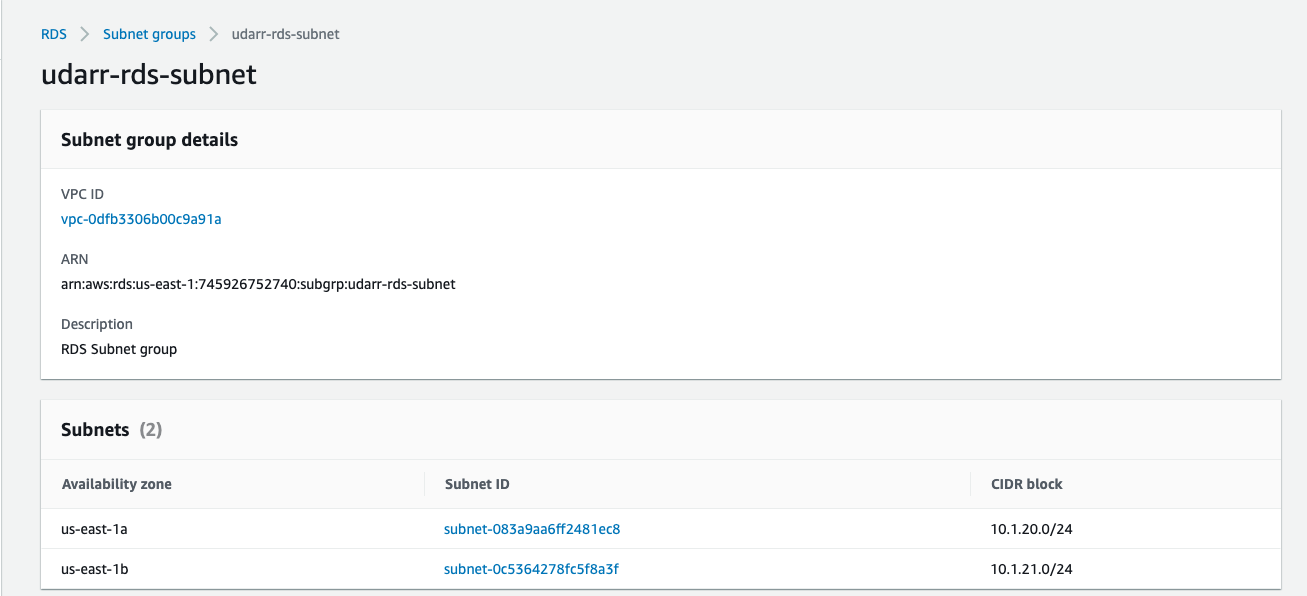 RDS Subnet groups udarr-rds-subnet
udarr-rds-subnet
Subnet group details
VPC ID
vpc-0dfb3306b00c9a91a
ARN
arn:aws:rds:us-east-1:745926752740:subgrp:udarr-rds-subnet
Description
RDS Subnet group
Subnets (2)
Availability zone Subnet ID CIDR block
us-east-1a subnet-083a9aa6ff2481ec8 10.1.20.0/24
us-east-1b subnet-0c5364278fc5f8a3f 10.1.21.0/24